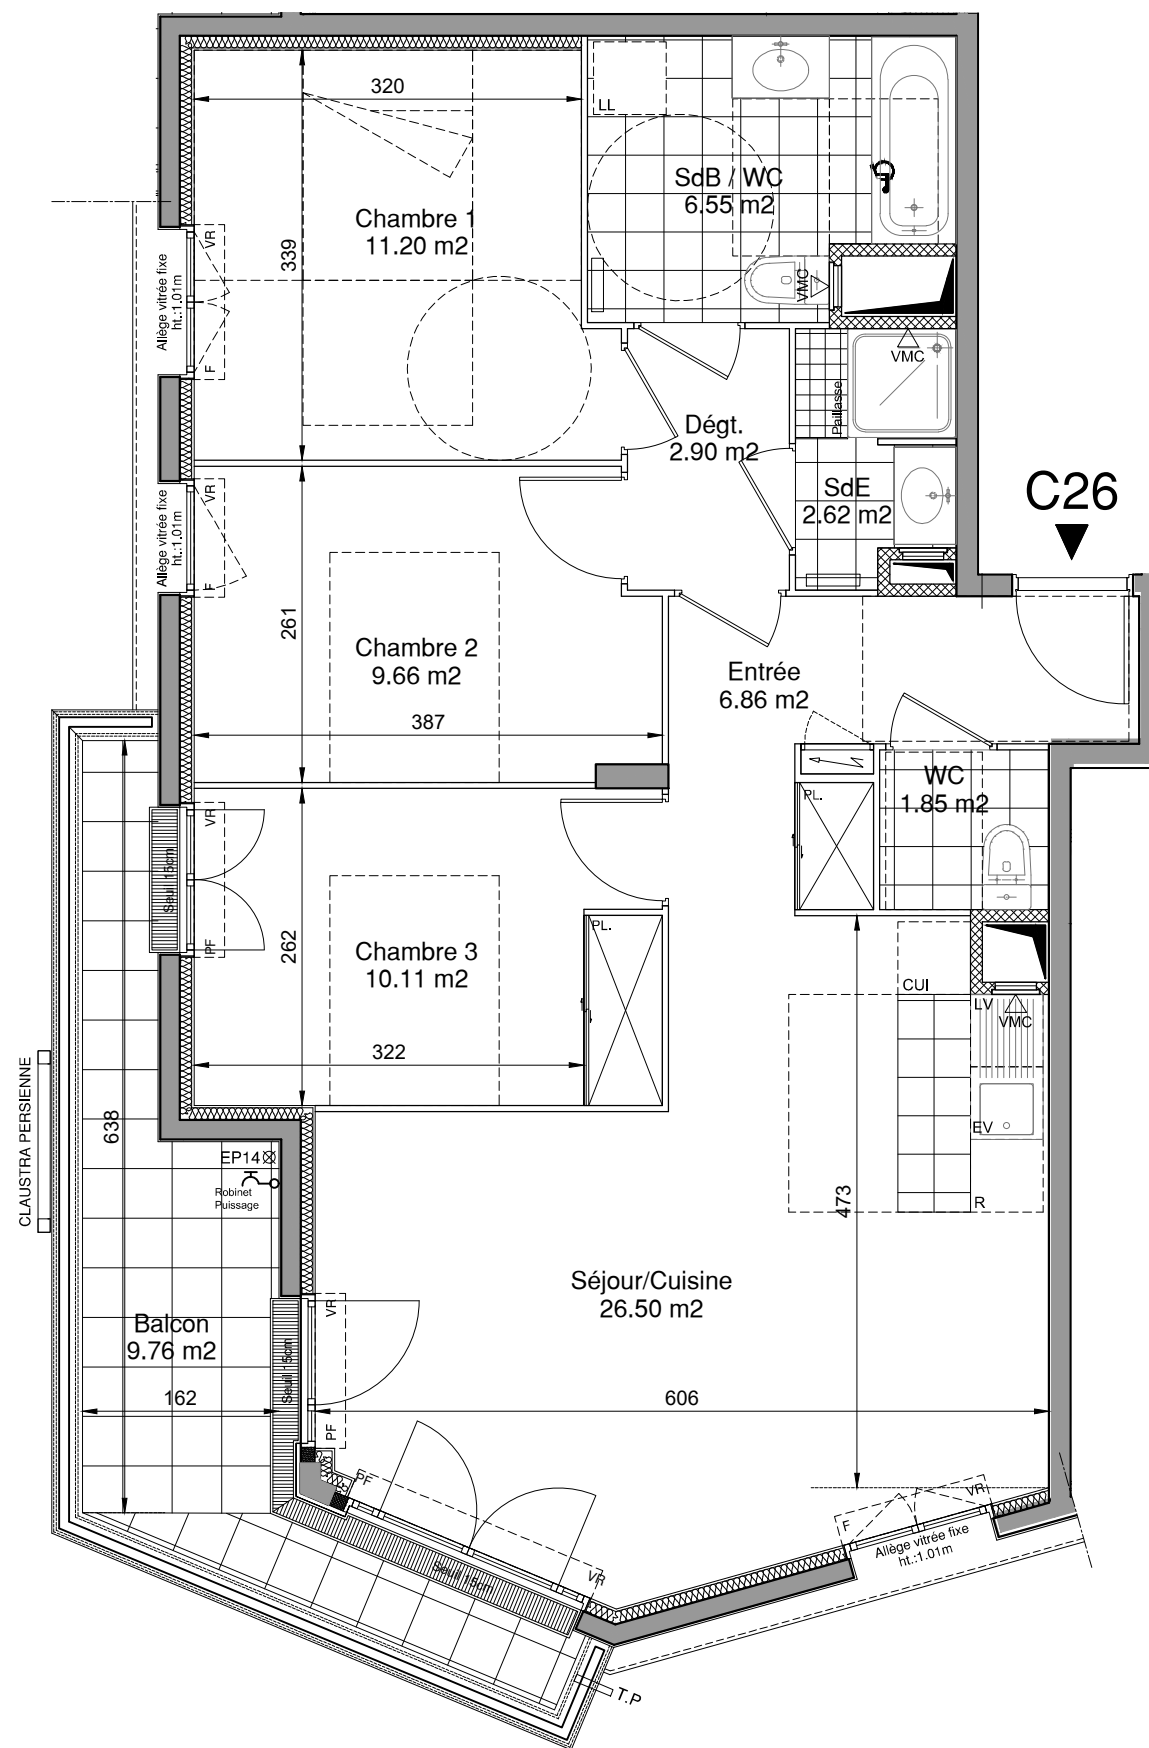 320
LL
SdB / WC
6.55 m2
Chambre 1
11.20 m2
339
VR
Allège vitrée fixe
ht.:1.01m
F
VMC
VMC
Paillasse
Dégt.
2.90 m2
SdE
2.62 m2
C26
VR
Allège vitrée fixe
ht.:1.01m
F
261
Chambre 2
9.66 m2
387
Entrée
6.86 m2
WC
1.85 m2
PL.
VR
Seuil 15cm
PF
262
Chambre 3
10.11 m2
PL.
322
CUI
LV
VMC
EV
R
CLAUSTRA PERSIENNE
638
EP14
Robinet
Puissage
473
Séjour/Cuisine
26.50 m2
Balcon
9.76 m2
VR
Seuil 15cm
PF
162
606
PF
VR
Seuil 15cm
F
VR
Allège vitrée fixe
ht.:1.01m
T.P